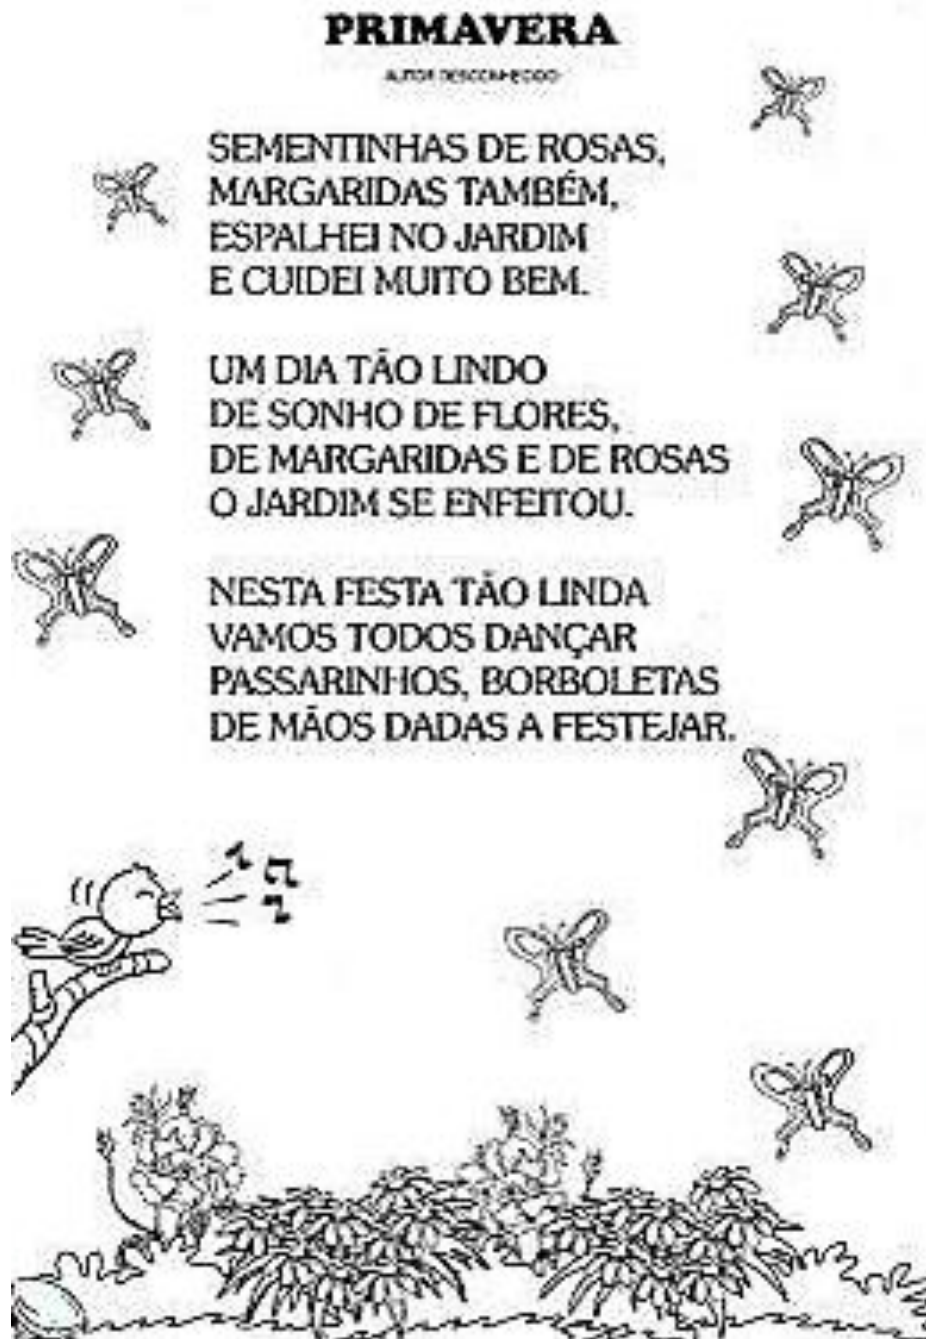 PRIMAVERA
AUTOR DESCONHECIDO
SEMENTINHAS DE ROSAS,
MARGARIDAS TAMBÉM,
ESPALHEI NO JARDIM
E CUIDEI MUITO BEM.
UM DIA TÃO LINDO
DE SONHO DE FLORES,
DE MARGARIDAS E DE ROSAS
O JARDIM SE ENFEITOU.
NESTA FESTA TÃO LINDA
VAMOS TODOS DANÇAR
PASSARINHOS, BORBOLETAS
DE MÃOS DADAS A FESTEJAR.